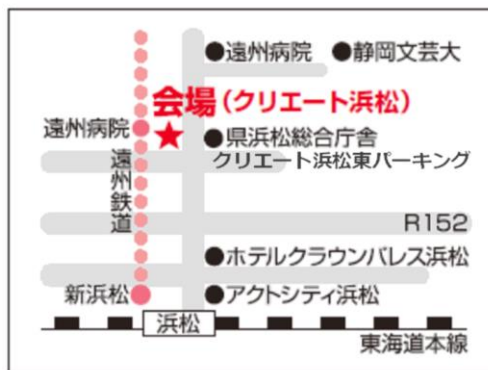 ●遠州病院 ●静岡文芸大
会場(クリエート浜松)
遠州病院
★
●県浜松総合庁舎
クリエート浜松東パーキング
遠州鉄道
R152
●ホテルクラウンパレス浜松
新浜松
●アクトシティ浜松
浜松
東海道本線